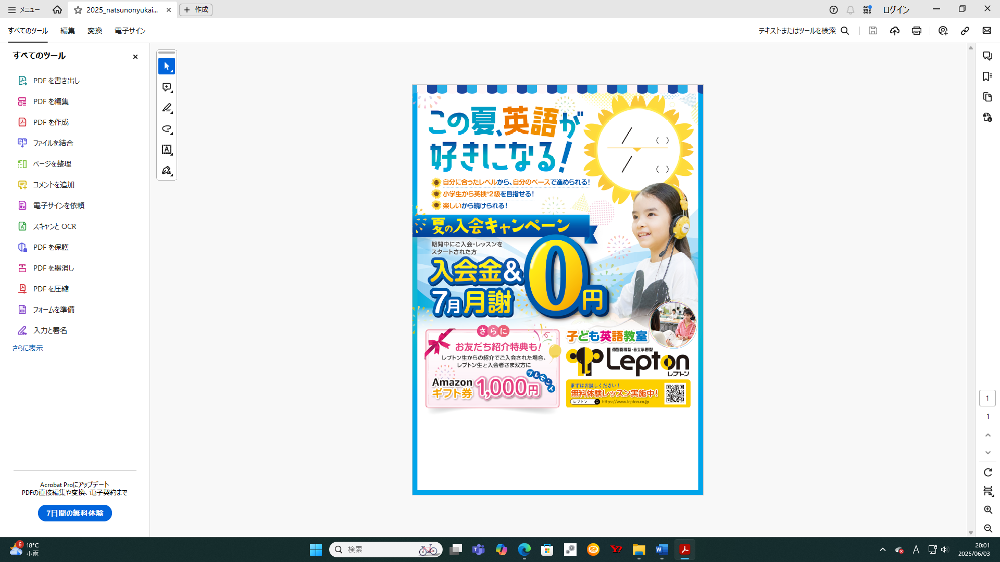 メニュー
2025_natsunonyukai...
作成
ログイン
すべてのツール
編集
変換
電子サイン
テキストまたはツールを検索
すべてのツール
PDF を書き出し
PDF を編集
PDF を作成
ファイルを結合
ページを整理
コメントを追加
電子サインを依頼
スキャンと OCR
PDF を保護
PDF を墨消し
PDF を圧縮
フォームを準備
入力と署名
さらに表示
Acrobat Proにアップデート
PDFの直接編集や変換、電子契約まで
7日間の無料体験
この夏、英語が
好きになる!
/ ( )
/ ( )
自分に合ったレベルから、自分のペースで進められる!
小学生から英検®2級を目指せる!
楽しいから続けられる!
夏の入会キャンペーン
期間中にご入会・レッスンを
スタートされた方
入会金&
7月月謝
0円
さらに
お友だち紹介特典も!
レプトン生からの紹介でご入会された場合、
レプトン生と入会者さま双方に
Amazon
ギフト券
1,000円
プレゼント
子ども英語教室
個別指導型・自立学習型
Lepton
レプトン
まずはお試しください!
無料体験レッスン実施中!
レプトン
https://www.lepton.co.jp
1
1
6
18°C
小雨
検索
A
20:01
2025/06/03